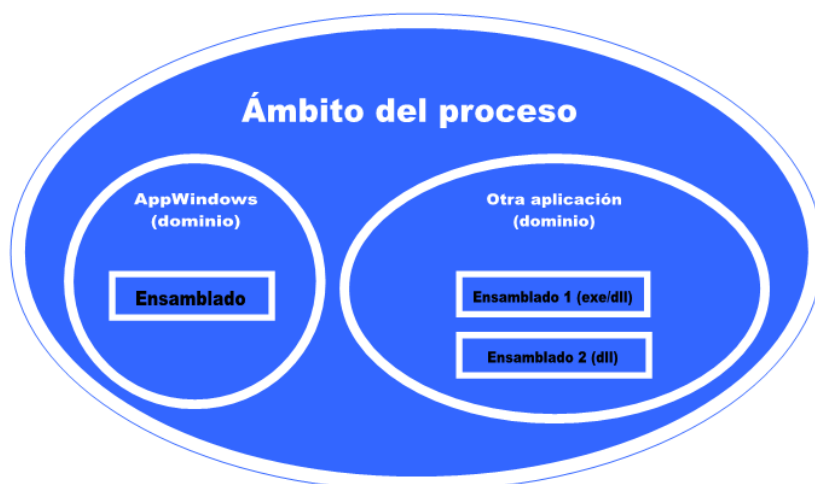 Ámbito del proceso
AppWindows
(dominio)
Ensamblado
Otra aplicación
(dominio)
Ensamblado 1 (exe/dll)
Ensamblado 2 (dll)